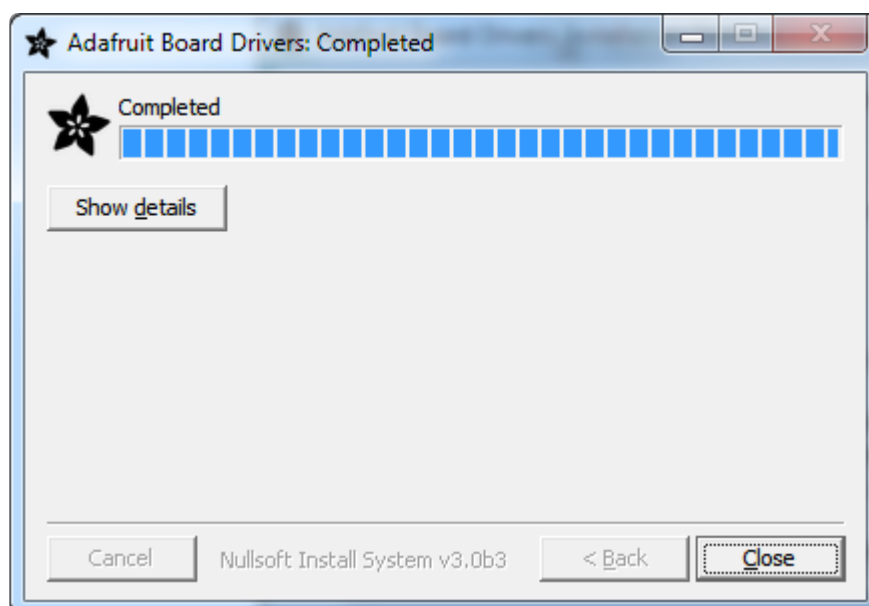 Adafruit Board Drivers: Completed
Completed
Show details
Cancel Nullsoft Install System v3.0b3 < Back Close